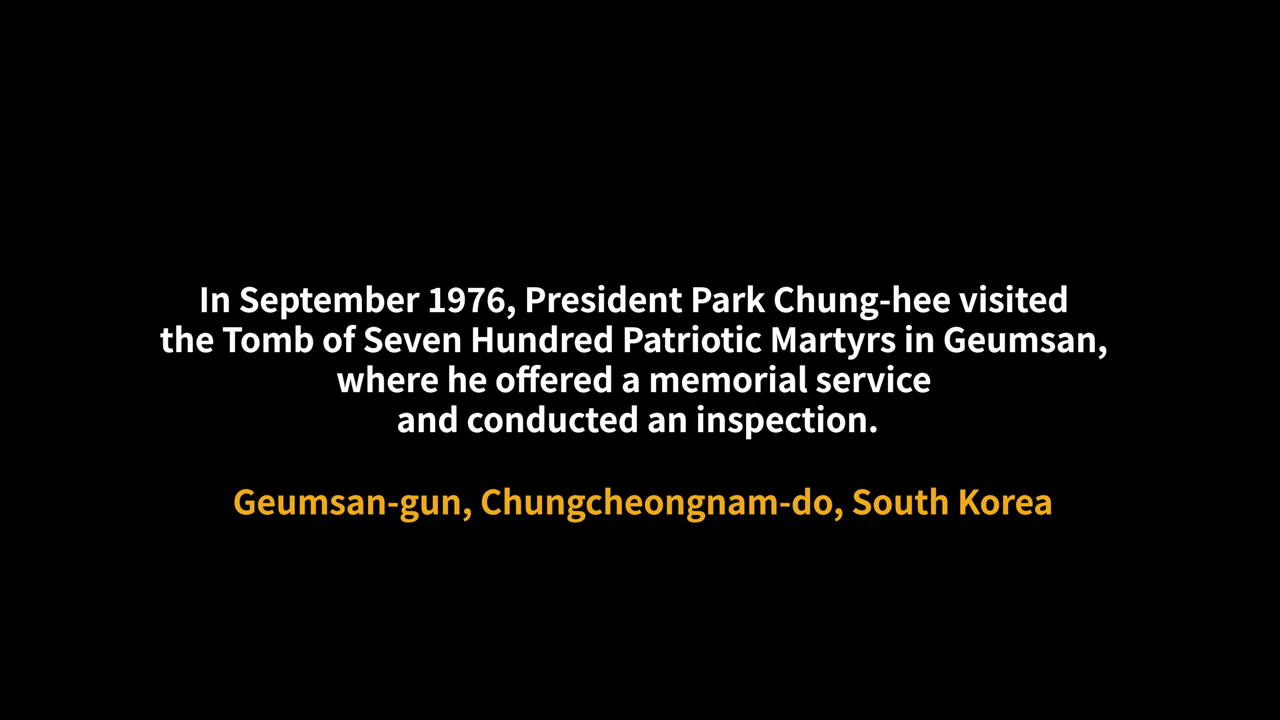 In September 1976, President Park Chung-hee visited
the Tomb of Seven Hundred Patriotic Martyrs in Geumsan,
where he offered a memorial service
and conducted an inspection.
Geumsan-gun, Chungcheongnam-do, South Korea